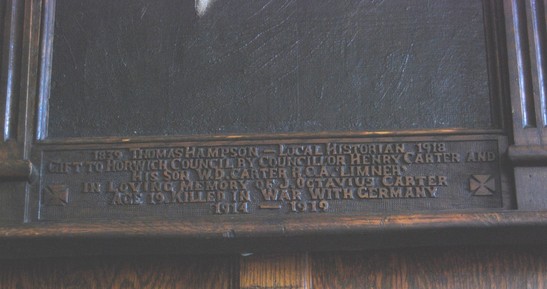 1839 THOMAS HAMPSON — LOCAL HISTORIAN 1918
GIFT TO HORWICH COUNCIL BY COUNCILLOR HENRY CARTER AND
HIS SON W.D. CARTER R.C.A. LIMNER
IN LOVING MEMORY OF J. OCTAVIUS CARTER
AGE 19 KILLED IN WAR WITH GERMANY
1914 — 1919